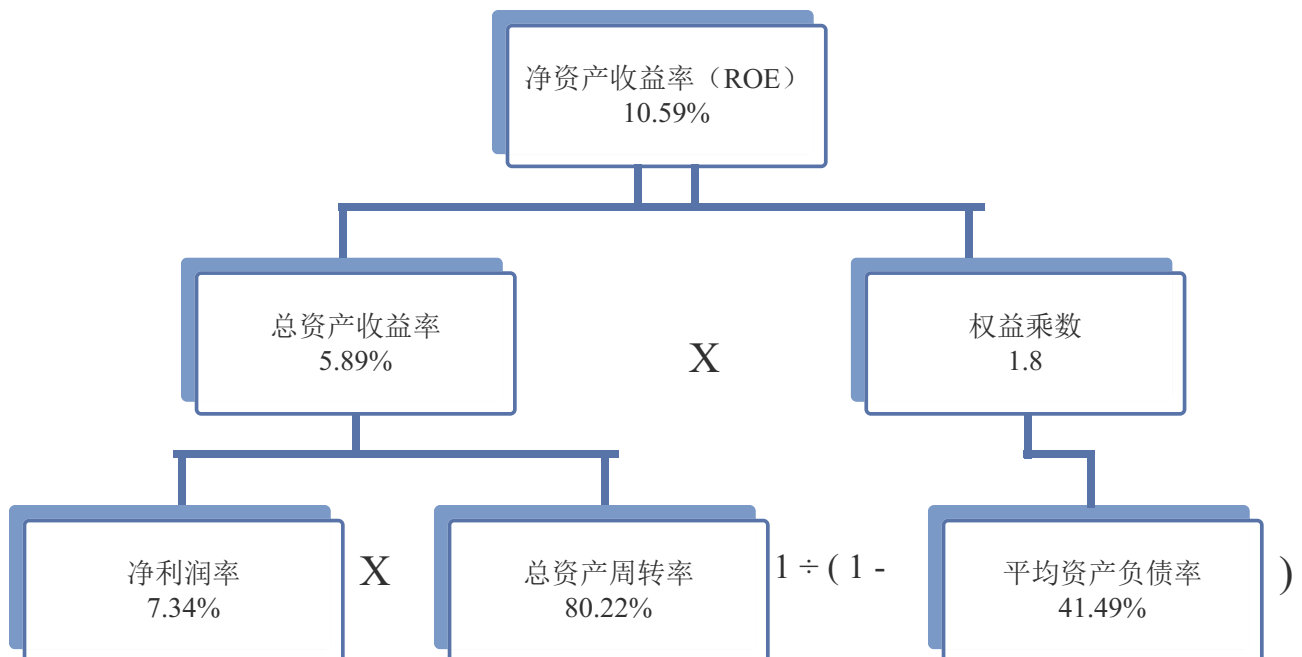 净资产收益率（ROE）
10.59%
总资产收益率
5.89%
X
权益乘数
1.8
净利润率
7.34%
X
总资产周转率
80.22%
1 ÷ ( 1 -
平均资产负债率
41.49%
)